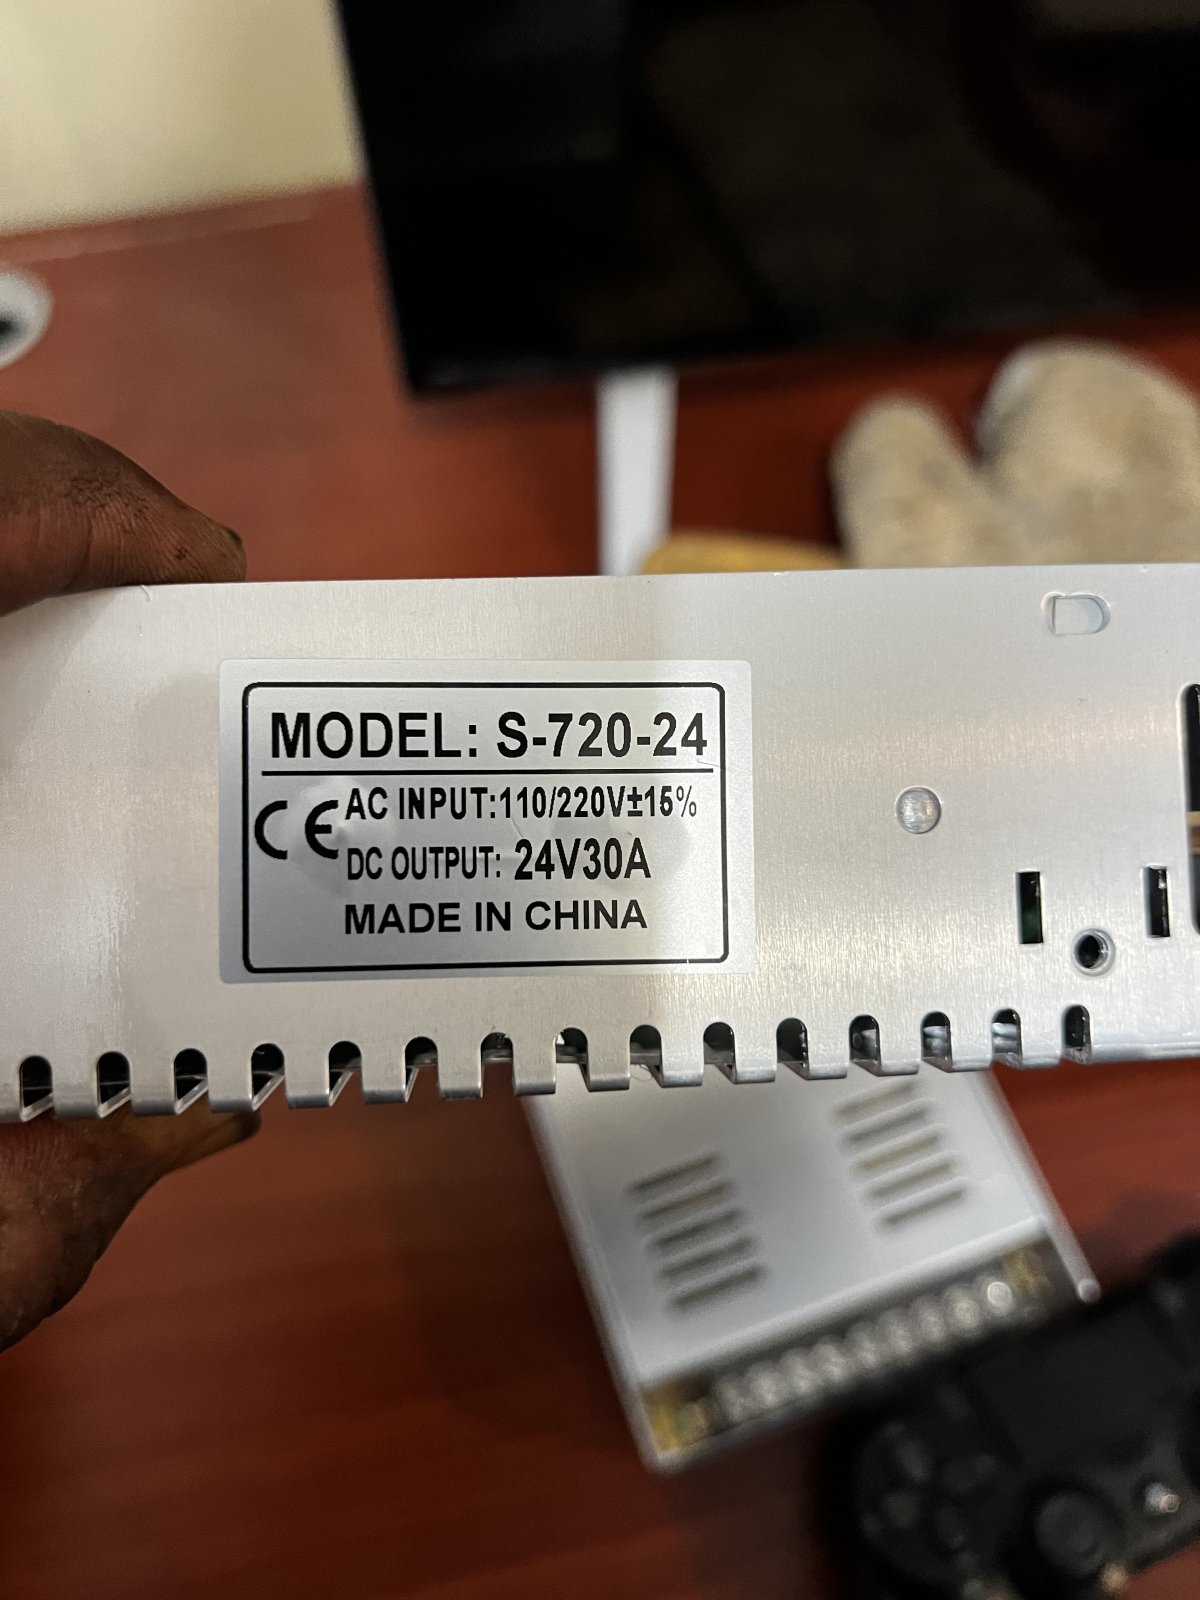 MODEL: S-720-24
CE AC INPUT:110/220V±15%
DC OUTPUT: 24V30A
MADE IN CHINA